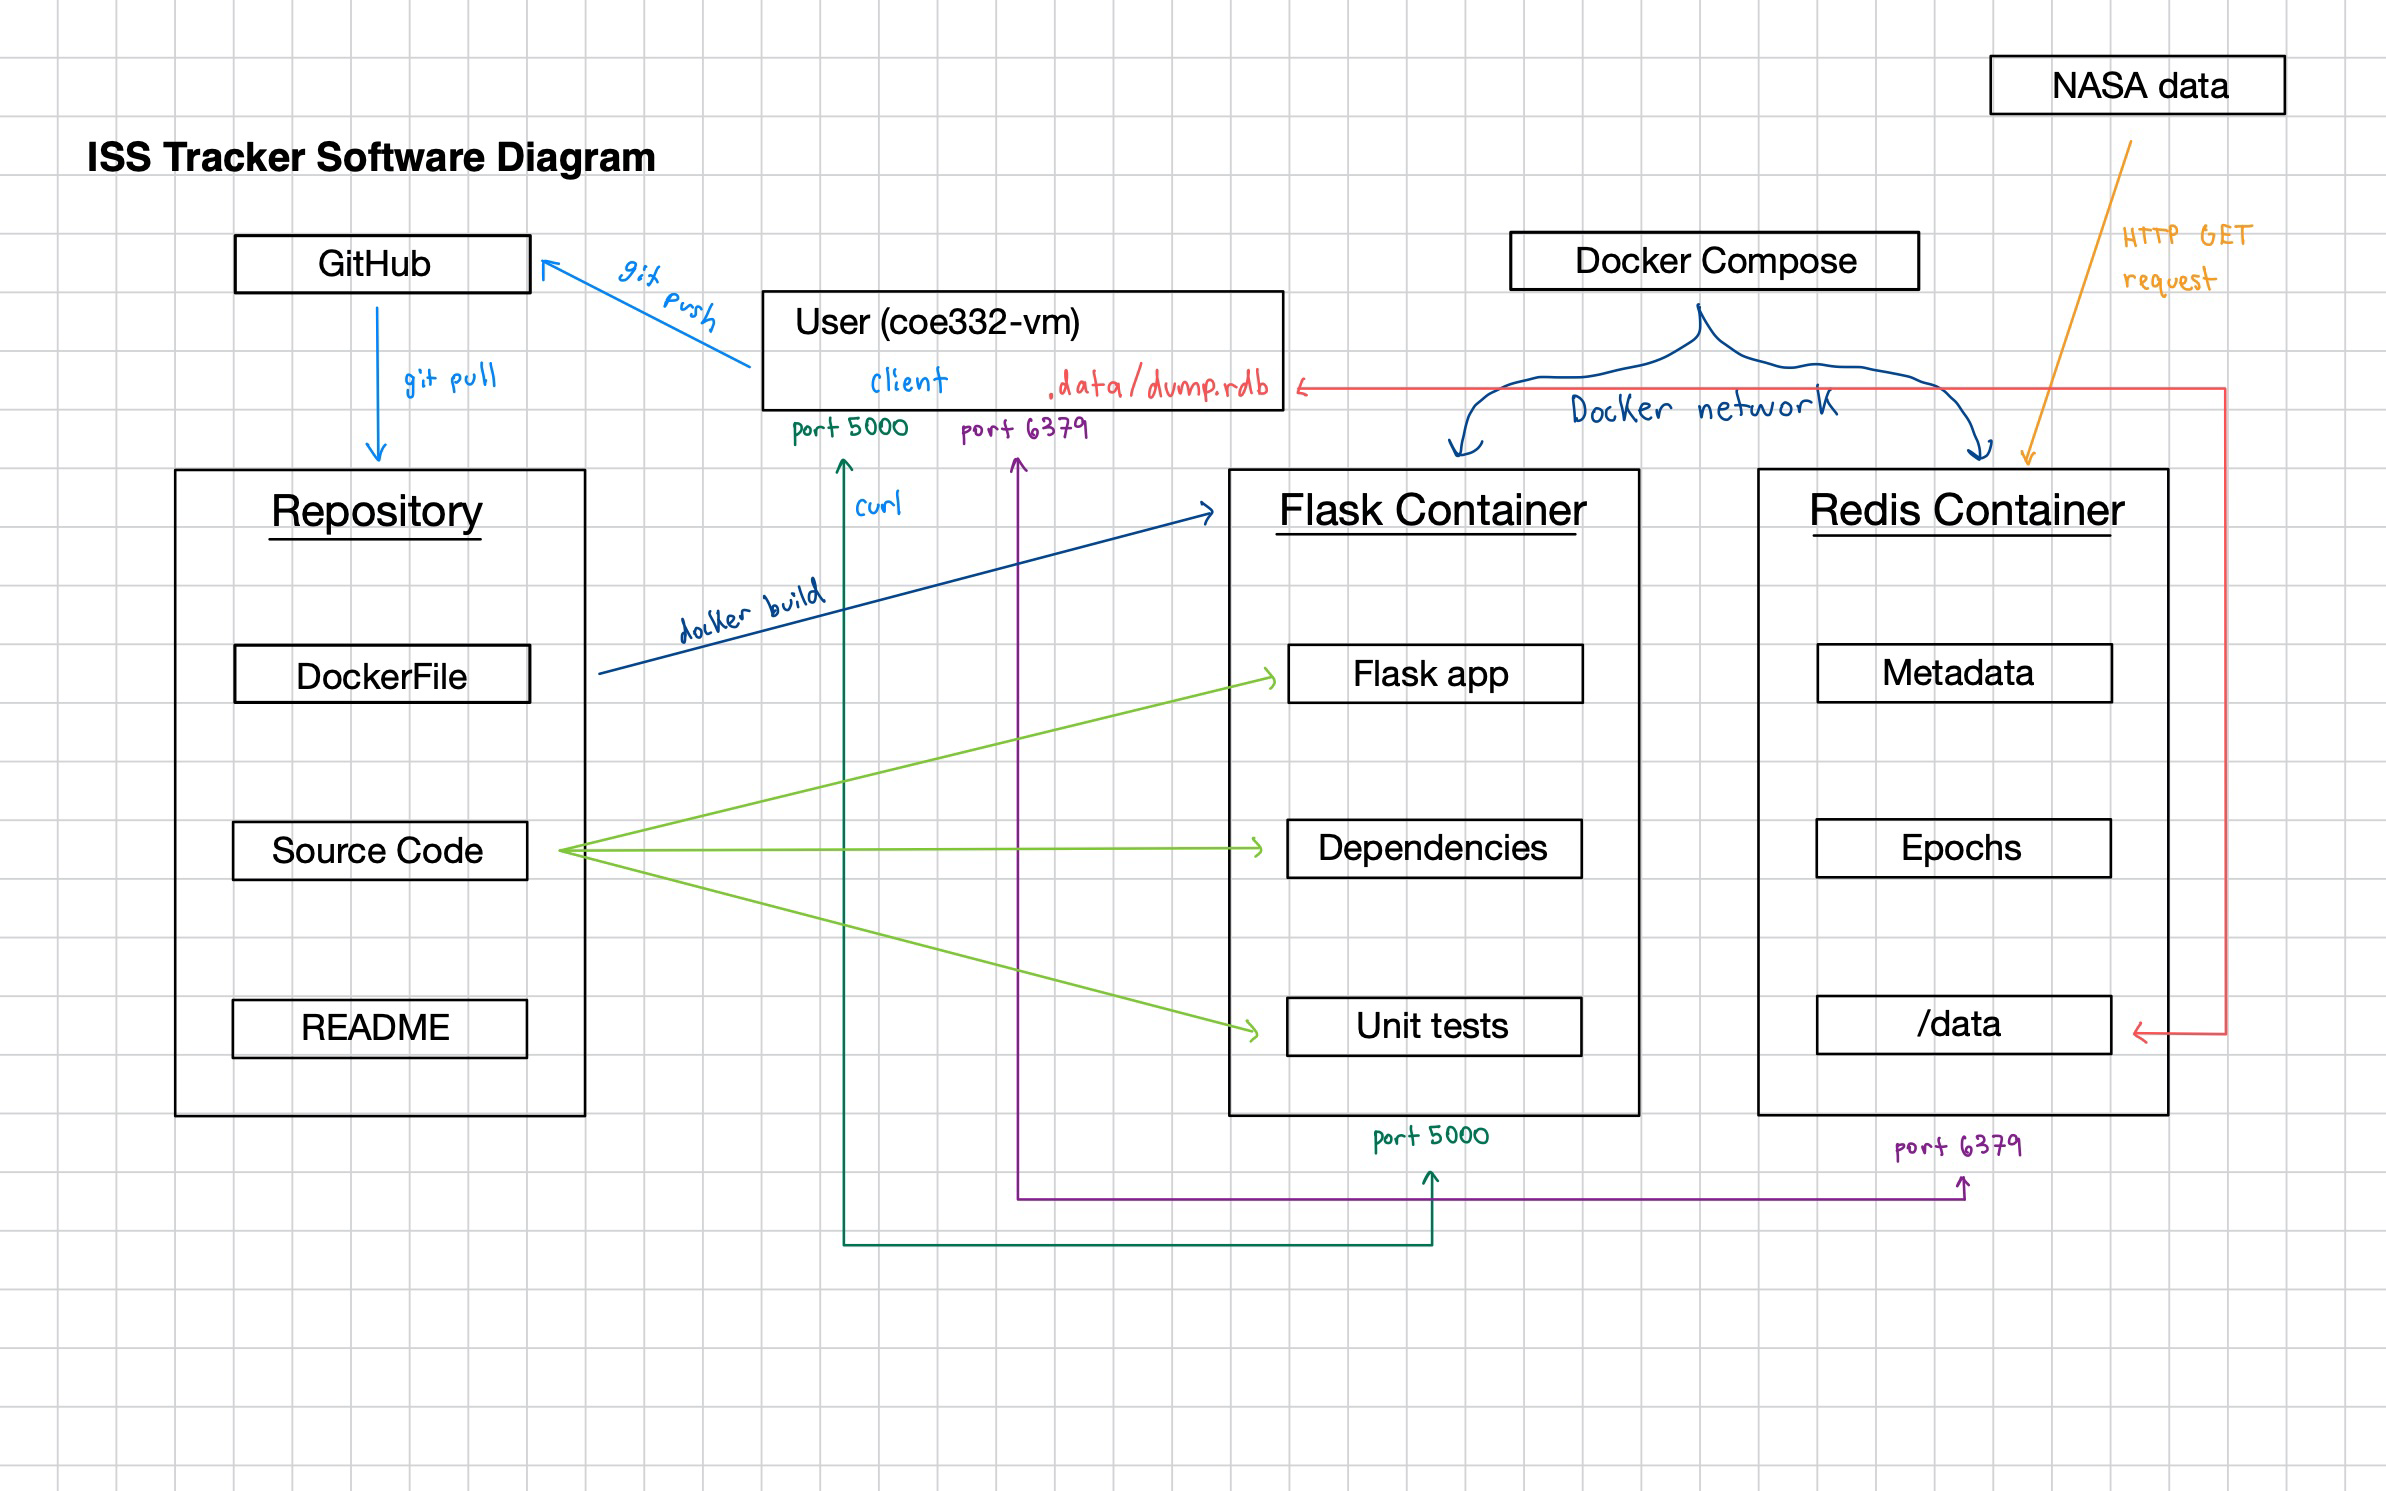 NASA data
ISS Tracker Software Diagram
GitHub
git
push
Docker Compose
HTTP GET
request
User (coe332-vm)
git pull
client
.data/dump.rdb
Docker network
port 5000
port 6379
curl
Repository
Flask Container
Redis Container
docker build
DockerFile
Flask app
Metadata
Source Code
Dependencies
Epochs
README
Unit tests
/data
port 5000
port 6379